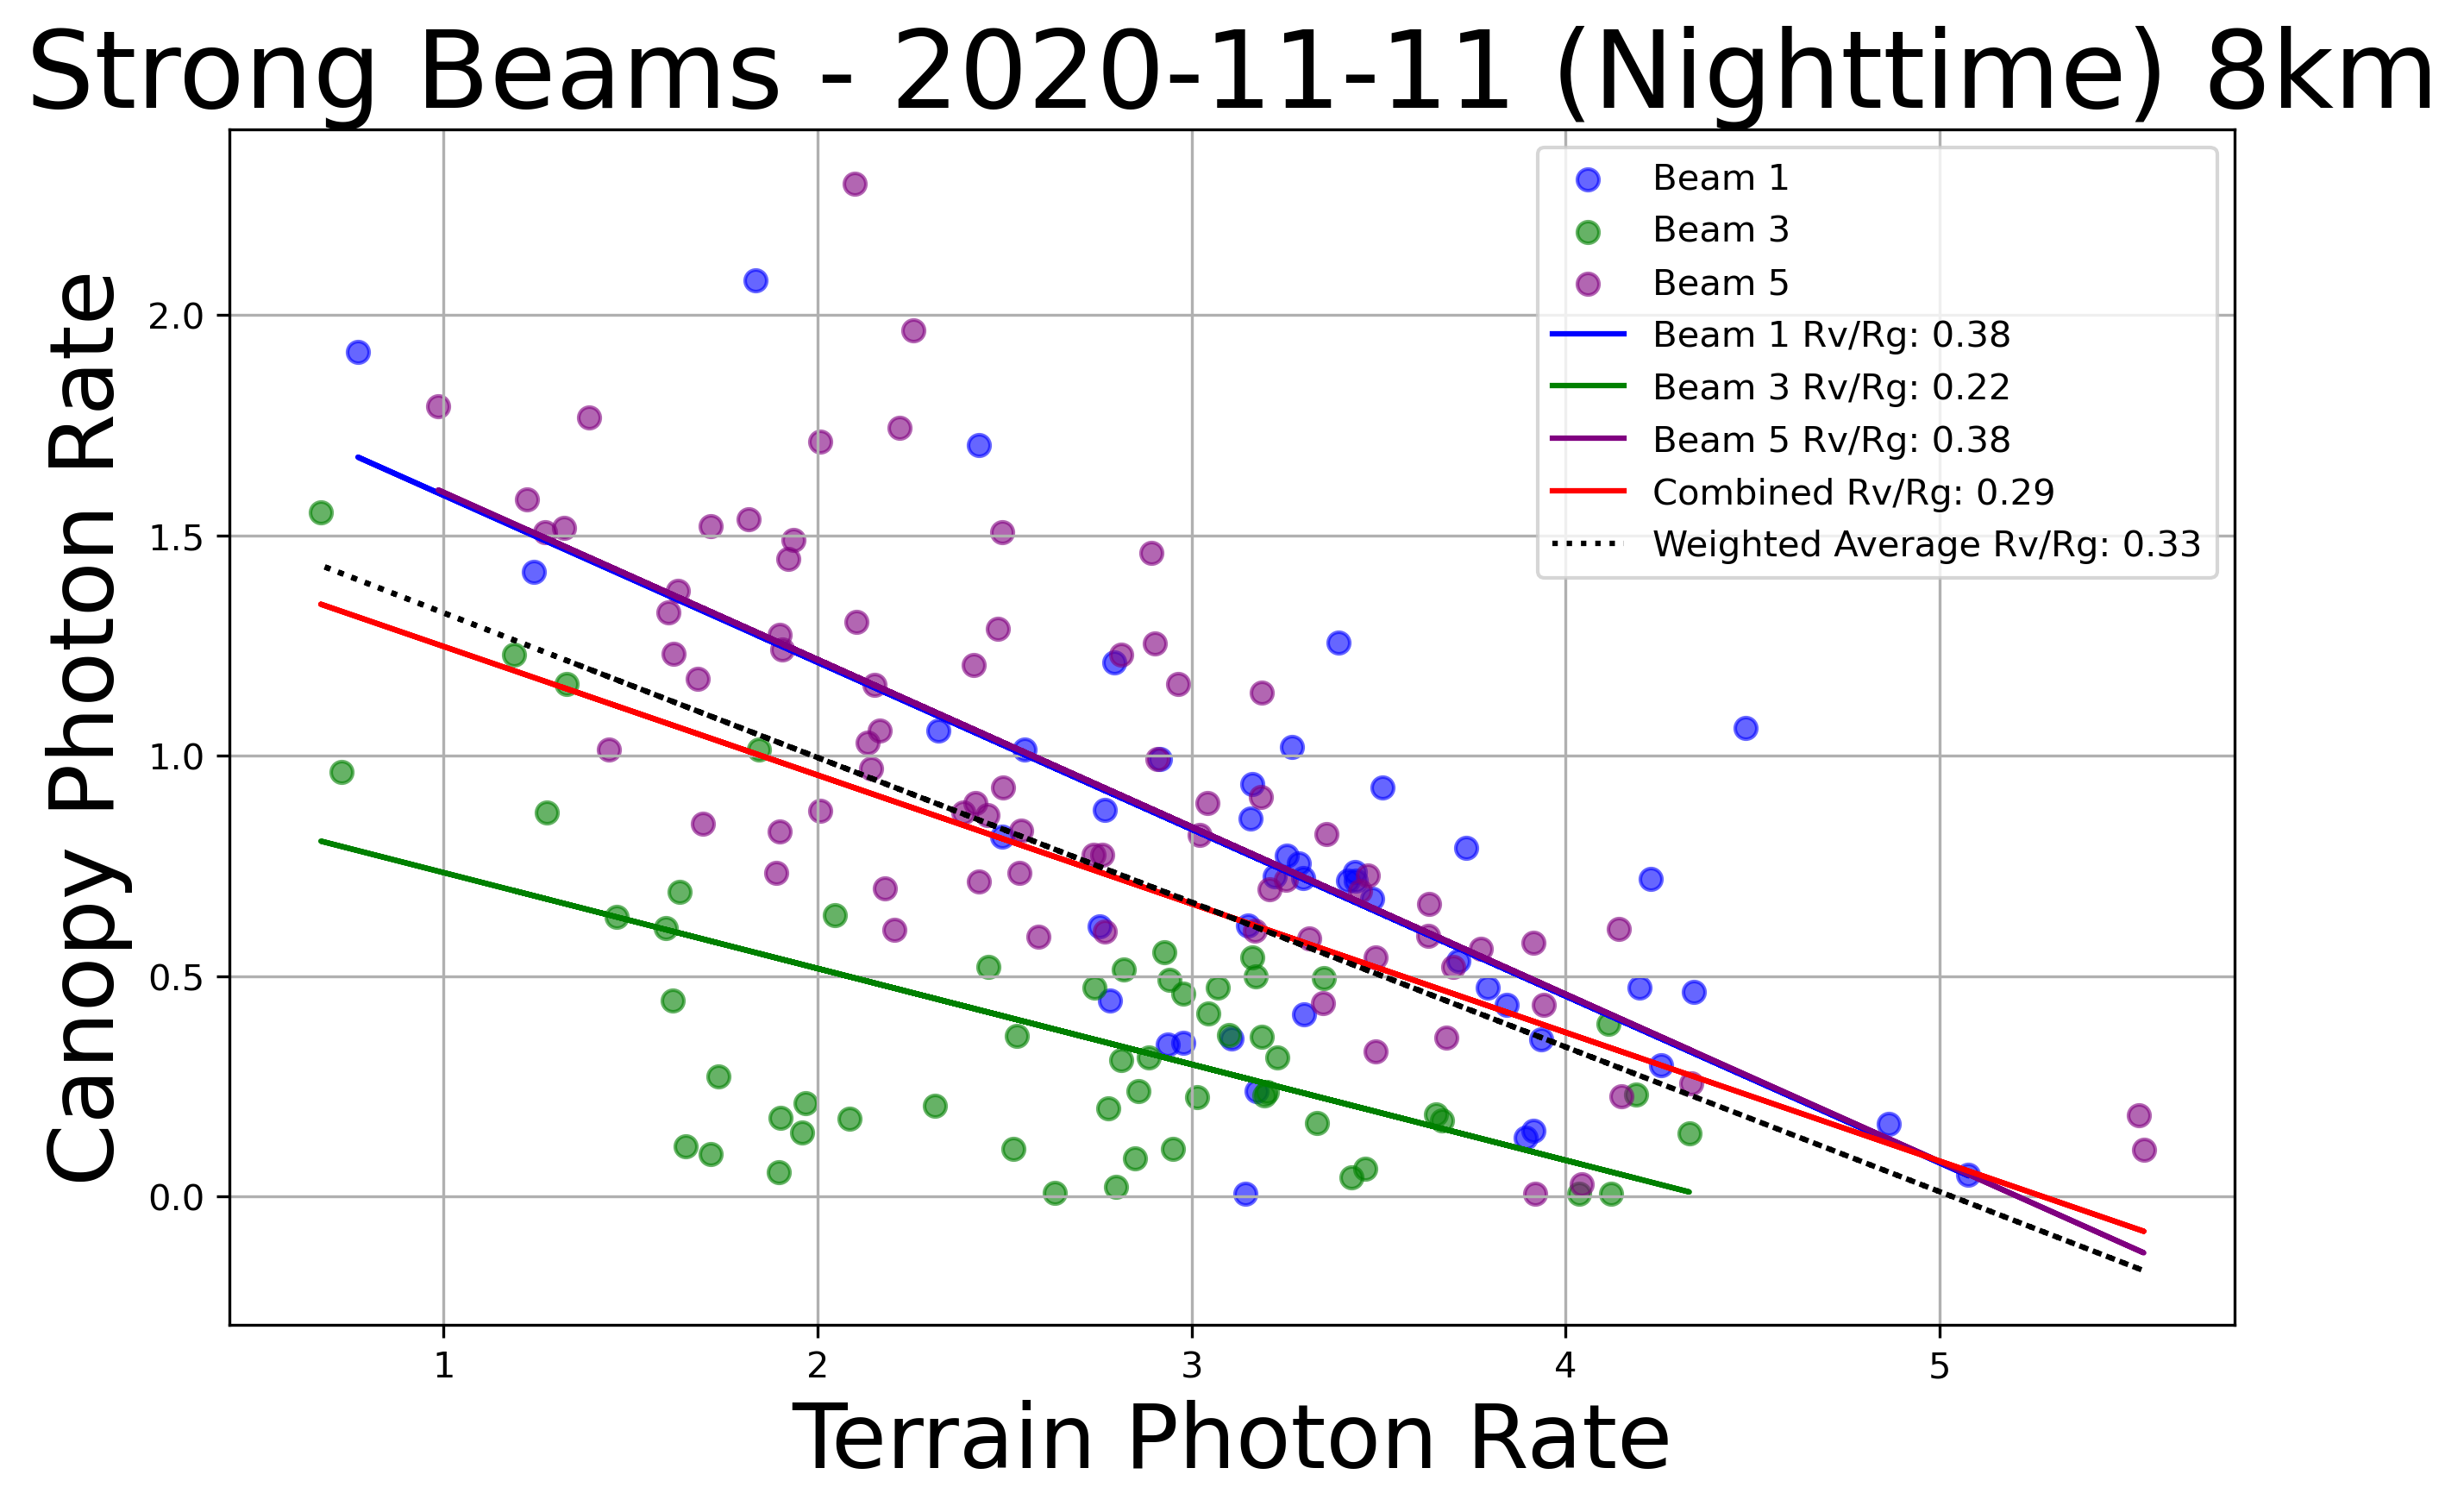 Strong Beams - 2020-11-11 (Nighttime) 8km
Beam 1
Beam 3
Beam 5
Beam 1 Rv/Rg: 0.38
Beam 3 Rv/Rg: 0.22
Beam 5 Rv/Rg: 0.38
Combined Rv/Rg: 0.29
Weighted Average Rv/Rg: 0.33
Canopy Photon Rate
2.0
1.5
1.0
0.5
0.0
1 2 3 4 5
Terrain Photon Rate